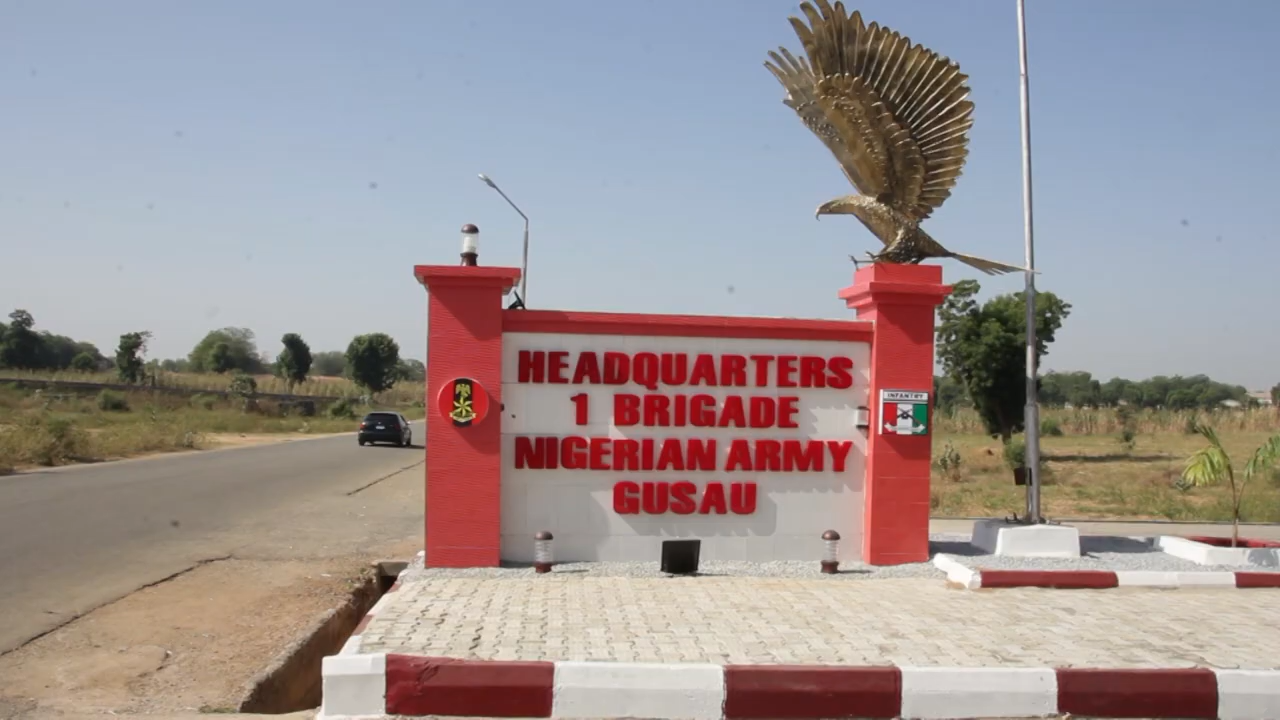 HEADQUARTERS
1 BRIGADE
NIGERIAN ARMY
GUSAU
INFANTRY